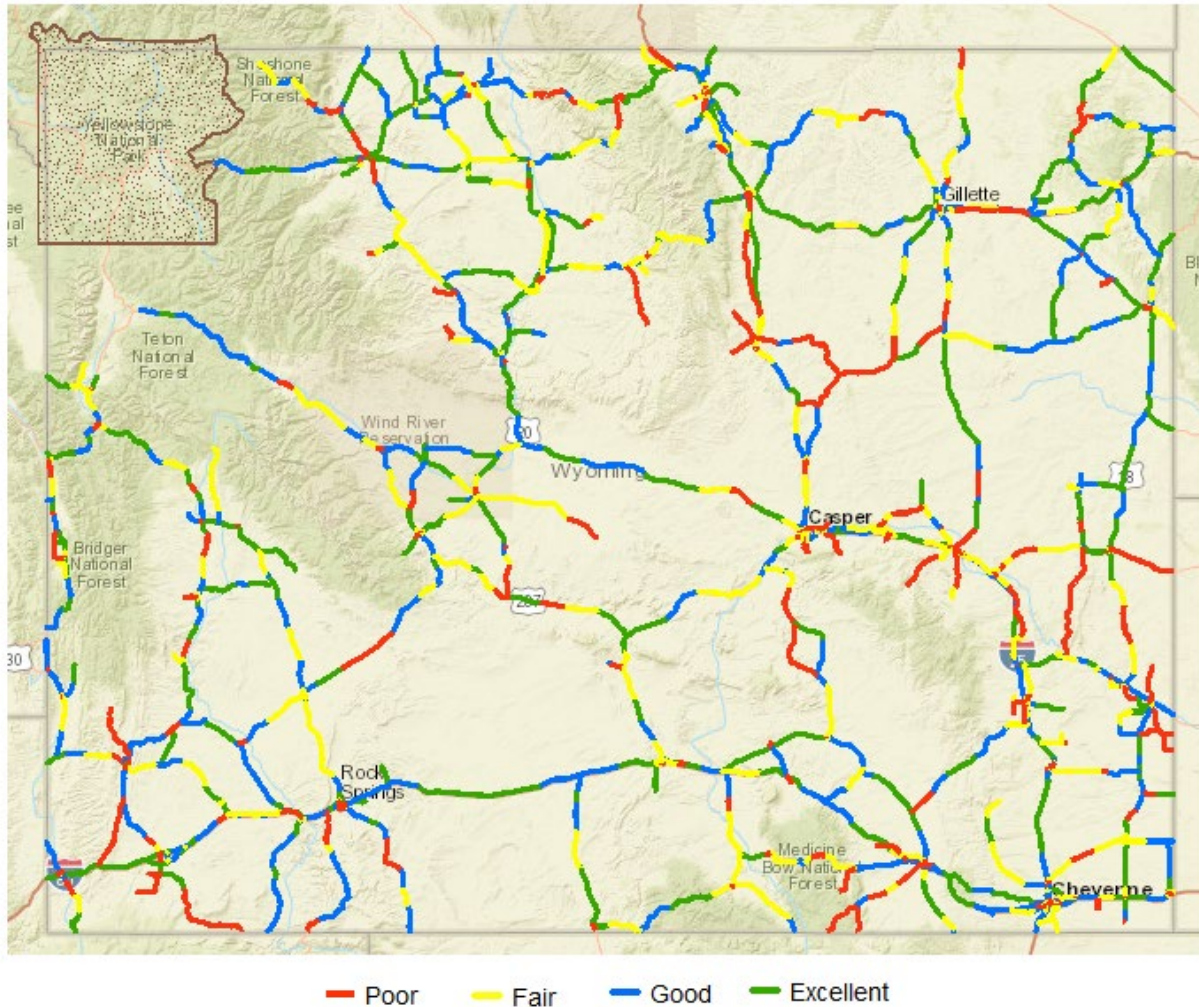 Shoshone
National
Forest
Yellowstone
National
Park
Gillette
Teton
National
Forest
Wind River
Reservation
20
Wyoming
18
Casper
Bridger
National
Forest
287
30
Rock
Springs
Medicine
Bow National
Forest
Cheyenne
Poor Fair Good Excellent